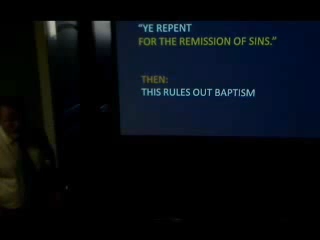 “YE REPENT
FOR THE REMISSION OF SINS.”
THEN:
THIS RULES OUT BAPTISM